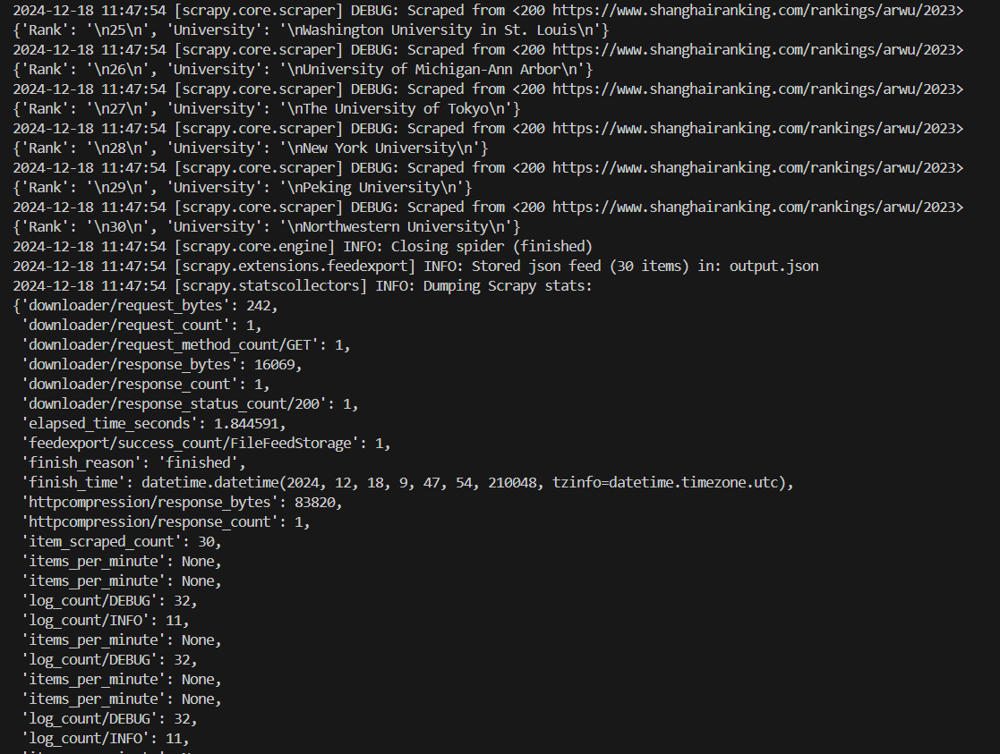 2024-12-18 11:47:54 [scrapy.core.scraper] DEBUG: Scraped from <200 https://www.shanghairanking.com/rankings/arwu/2023>
{'Rank': '\n25\n', 'University': '\nWashington University in St. Louis\n'}
2024-12-18 11:47:54 [scrapy.core.scraper] DEBUG: Scraped from <200 https://www.shanghairanking.com/rankings/arwu/2023>
{'Rank': '\n26\n', 'University': '\nUniversity of Michigan-Ann Arbor\n'}
2024-12-18 11:47:54 [scrapy.core.scraper] DEBUG: Scraped from <200 https://www.shanghairanking.com/rankings/arwu/2023>
{'Rank': '\n27\n', 'University': '\nThe University of Tokyo\n'}
2024-12-18 11:47:54 [scrapy.core.scraper] DEBUG: Scraped from <200 https://www.shanghairanking.com/rankings/arwu/2023>
{'Rank': '\n28\n', 'University': '\nNew York University\n'}
2024-12-18 11:47:54 [scrapy.core.scraper] DEBUG: Scraped from <200 https://www.shanghairanking.com/rankings/arwu/2023>
{'Rank': '\n29\n', 'University': '\nPeking University\n'}
2024-12-18 11:47:54 [scrapy.core.scraper] DEBUG: Scraped from <200 https://www.shanghairanking.com/rankings/arwu/2023>
{'Rank': '\n30\n', 'University': '\nNorthwestern University\n'}
2024-12-18 11:47:54 [scrapy.core.engine] INFO: Closing spider (finished)
2024-12-18 11:47:54 [scrapy.extensions.feedexport] INFO: Stored json feed (30 items) in: output.json
2024-12-18 11:47:54 [scrapy.statscollectors] INFO: Dumping Scrapy stats:
{'downloader/request_bytes': 242,
'downloader/request_count': 1,
'downloader/request_method_count/GET': 1,
'downloader/response_bytes': 16069,
'downloader/response_count': 1,
'downloader/response_status_count/200': 1,
'elapsed_time_seconds': 1.844591,
'feedexport/success_count/FileFeedStorage': 1,
'finish_reason': 'finished',
'finish_time': datetime.datetime(2024, 12, 18, 9, 47, 54, 210048, tzinfo=datetime.timezone.utc),
'httpcompression/response_bytes': 83820,
'httpcompression/response_count': 1,
'item_scraped_count': 30,
'items_per_minute': None,
'items_per_minute': None,
'log_count/DEBUG': 32,
'log_count/INFO': 11,
'items_per_minute': None,
'log_count/DEBUG': 32,
'items_per_minute': None,
'items_per_minute': None,
'log_count/DEBUG': 32,
'log_count/INFO': 11,